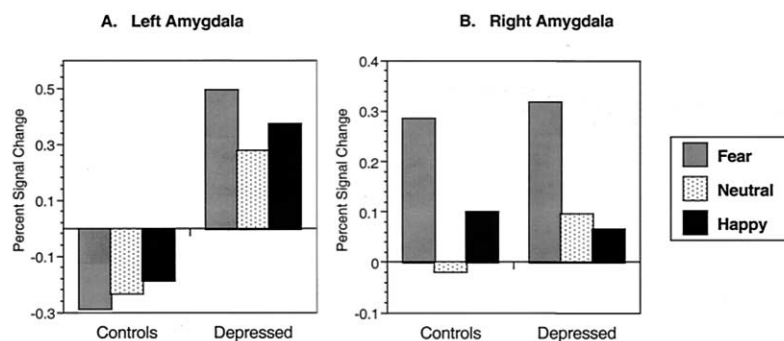 A. Left Amygdala
Percent Signal Change
0.5
0.3
0.1
-0.1
-0.3
Controls
Depressed
B. Right Amygdala
Percent Signal Change
0.4
0.3
0.2
0.1
0
-0.1
Controls
Depressed
Fear
Neutral
Happy